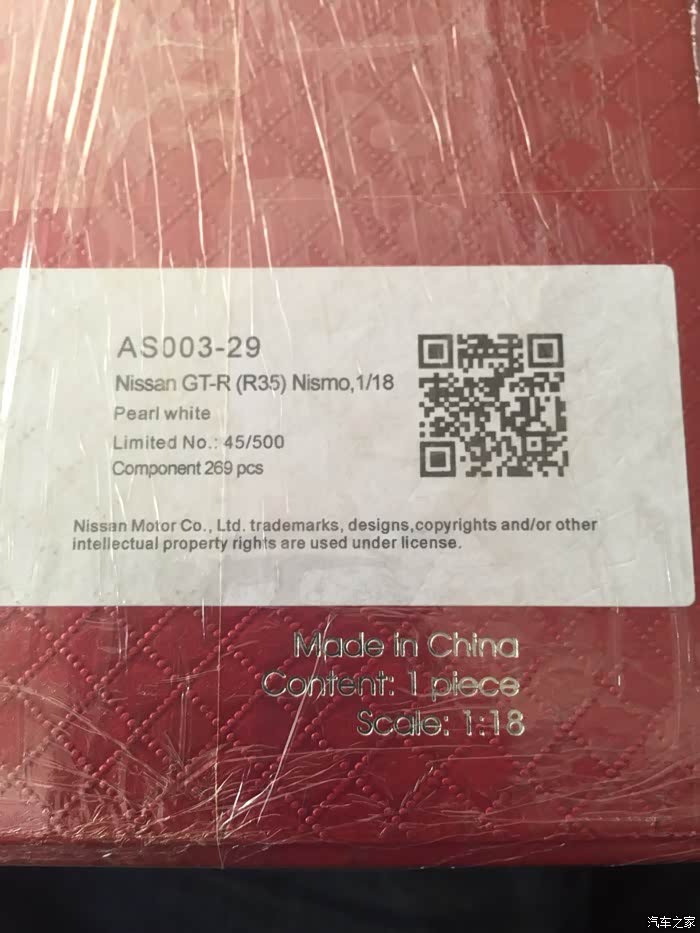 AS003-29
Nissan GT-R (R35) Nismo,1/18
Pearl white
Limited No.: 45/500
Component 269 pcs
Nissan Motor Co., Ltd. trademarks, designs,copyrights and/or other
intellectual property rights are used under license.
Made in China
Content: 1 piece
Scale: 1:18
汽车之家